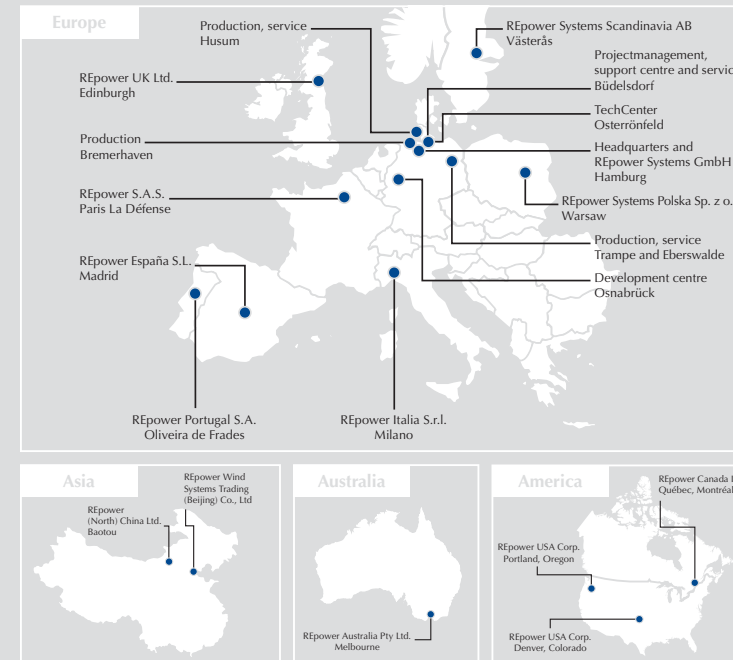 Europe
Production, service
Husum
REpower Systems Scandinavia AB
Västerås
Projectmanagement,
support centre and
Büdelsdorf
REpower UK Ltd.
Edinburgh
TechCenter
Osterrönfeld
Production
Bremerhaven
Headquarters and
REpower Systems GmbH
Hamburg
REpower S.A.S.
Paris La Défense
REpower Systems Polska Sp. z
Warsaw
Production, service
Trampe and Eberswalde
REpower España S.L.
Madrid
Development centre
Osnabrück
REpower Portugal S.A.
Oliveira de Frades
REpower Italia S.r.l.
Milano
Asia
REpower Wind
Systems Trading
(Beijing) Co., Ltd
REpower
(North) China Ltd.
Baotou
Australia
REpower Australia Pty Ltd.
Melbourne
America
REpower Canada
Québec, Montréal
REpower USA Corp.
Portland, Oregon
REpower USA Corp.
Denver, Colorado